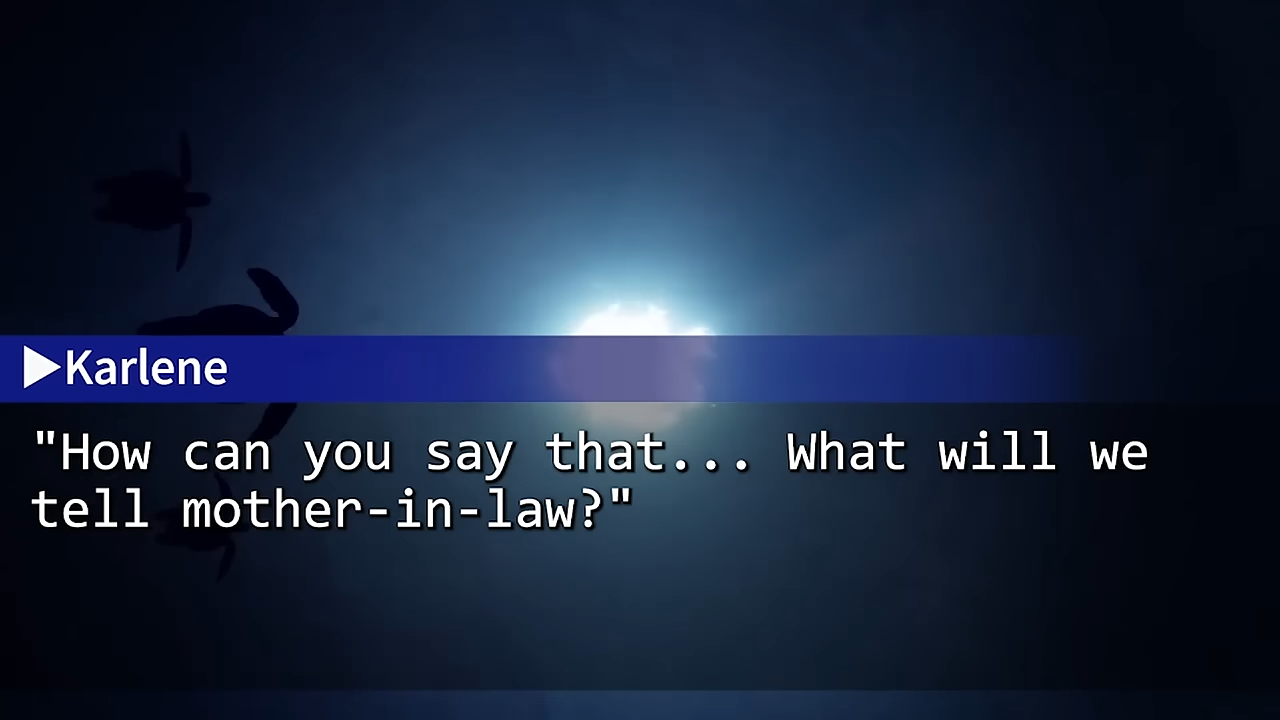 ▶Karlene
"How can you say that... What will we
tell mother-in-law?"